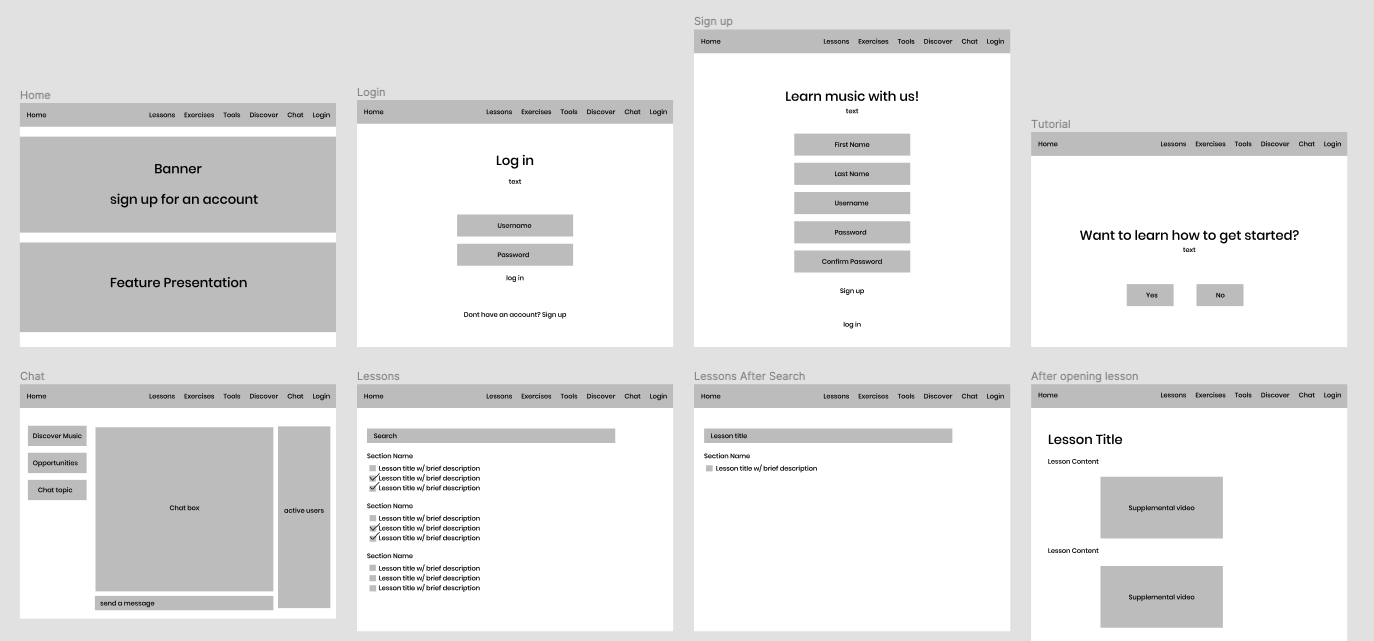 Home
Home Lessons Exercises Tools Discover Chat Login
Banner
sign up for an account
Feature Presentation
Login
Home Lessons Exercises Tools Discover Chat Login
Log in
text
Username
Password
log in
Dont have an account? Sign up
Sign up
Home Lessons Exercises Tools Discover Chat Login
Learn music with us!
text
First Name
Last Name
Username
Password
Confirm Password
Sign up
log in
Tutorial
Home Lessons Exercises Tools Discover Chat Login
Want to learn how to get started?
text
Yes No
Chat
Home Lessons Exercises Tools Discover Chat Login
Discover Music
Opportunities
Chat topic
Chat box
active users
send a message
Lessons
Home Lessons Exercises Tools Discover Chat Login
Search
Section Name
Lesson title w/ brief description
Lesson title w/ brief description
Lesson title w/ brief description
Section Name
Lesson title w/ brief description
Lesson title w/ brief description
Lesson title w/ brief description
Section Name
Lesson title w/ brief description
Lesson title w/ brief description
Lesson title w/ brief description
Lessons After Search
Home Lessons Exercises Tools Discover Chat Login
Lesson title
Section Name
Lesson title w/ brief description
After opening lesson
Home Lessons Exercises Tools Discover Chat Login
Lesson Title
Lesson Content
Supplemental video
Lesson Content
Supplemental video